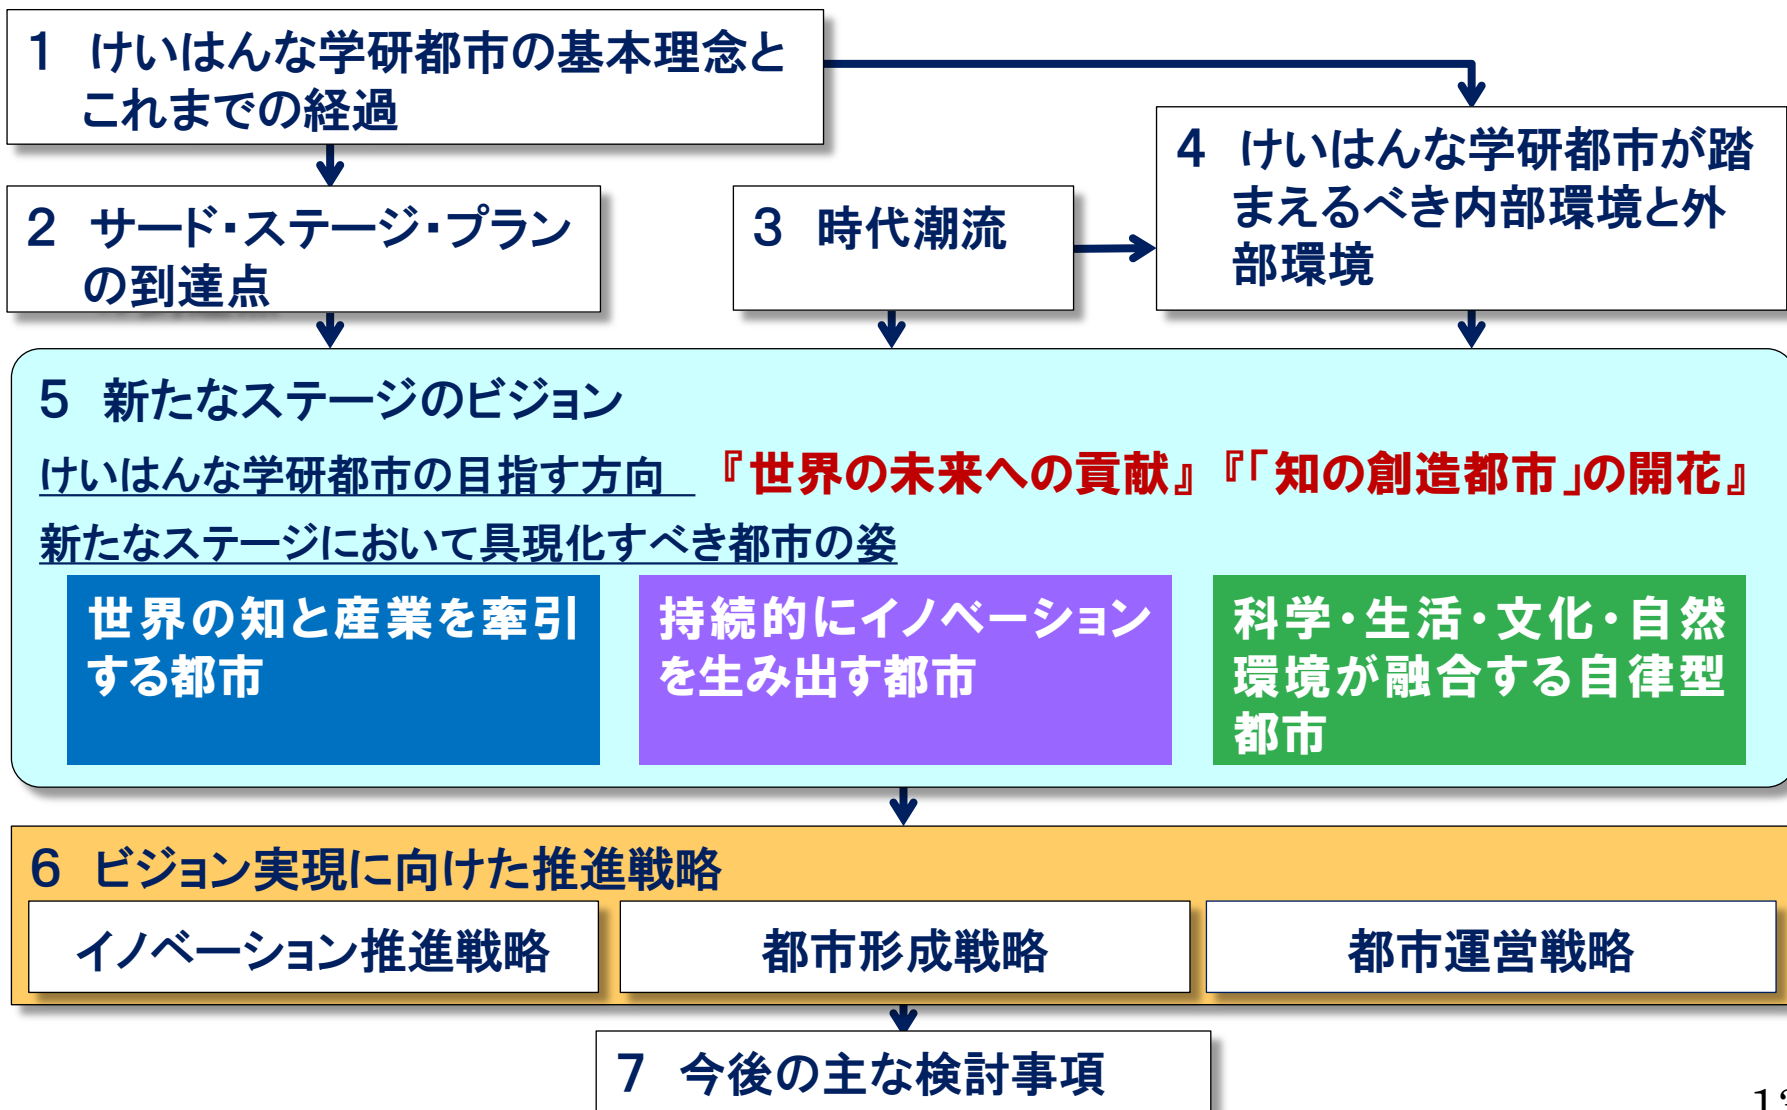 1 けいはんな学研都市の基本理念と
これまでの経過
2 サード・ステージ・プラン
の到達点
3 時代潮流
4 けいはんな学研都市が踏
まえるべき内部環境と外
部環境
5 新たなステージのビジョン
けいはんな学研都市の目指す方向 『世界の未来への貢献』『「知の創造都市」の開花』
新たなステージにおいて具現化すべき都市の姿
世界の知と産業を牽引
する都市
持続的にイノベーション
を生み出す都市
科学・生活・文化・自然
環境が融合する自律型
都市
6 ビジョン実現に向けた推進戦略
イノベーション推進戦略
都市形成戦略
都市運営戦略
7 今後の主な検討事項